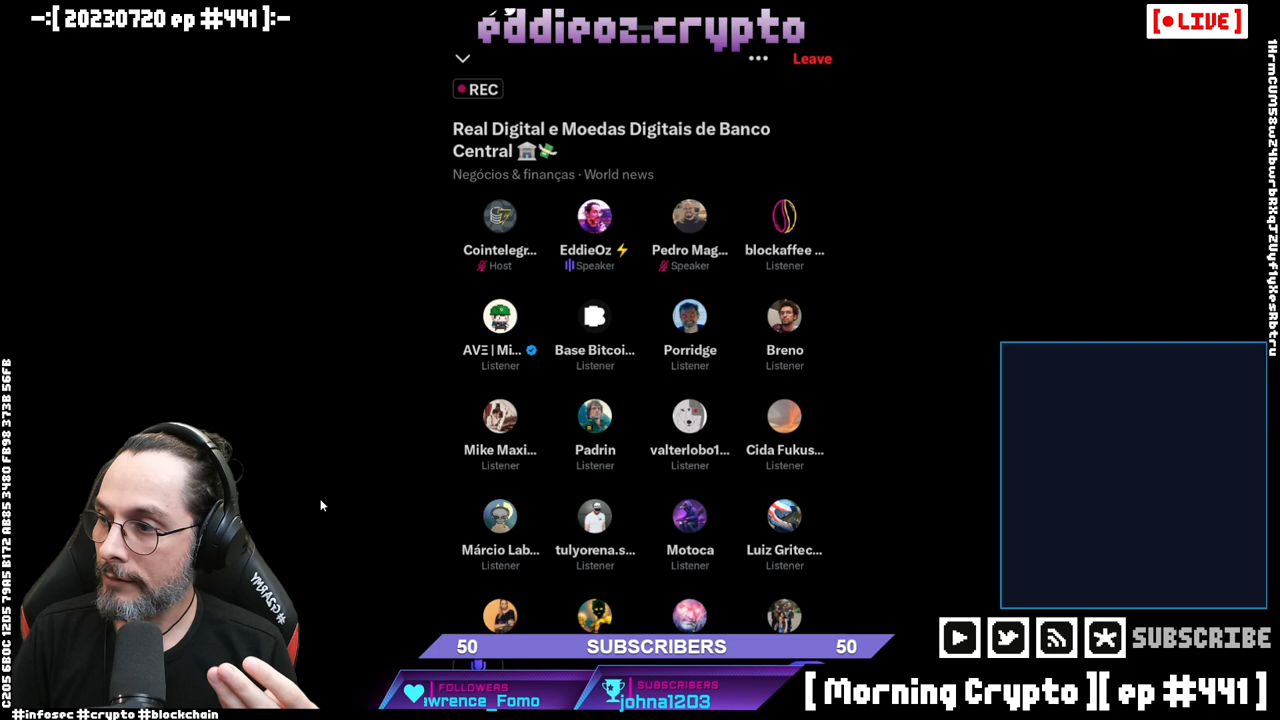 -:[ 20230720 ep #441 ]:-
eddieoz.crypto
[ LIVE ]
Leave
REC
Real Digital e Moedas Digitais de Banco
Central 🏛️💸
Negócios & finanças · World news
Cointelegr... EddieOz ⚡ Pedro Mag... blockaffee ...
Host Speaker Speaker Listener
AVΞ | Mi... Base Bitcoi... Porridge Breno
Listener Listener Listener Listener
Mike Maxi... Padrin valterlobo1... Cida Fukus...
Listener Listener Listener Listener
Márcio Lab... tulyorena.s... Motoca Luiz Gritec...
Listener Listener Listener Listener
50 SUBSCRIBERS 50
FOLLOWERS
wrence_Fomo
SUBSCRIBERS
johna1203
SUBSCRIBE
[ Morning Crypto ][ ep #441 ]
#infosec #crypto #blockchain